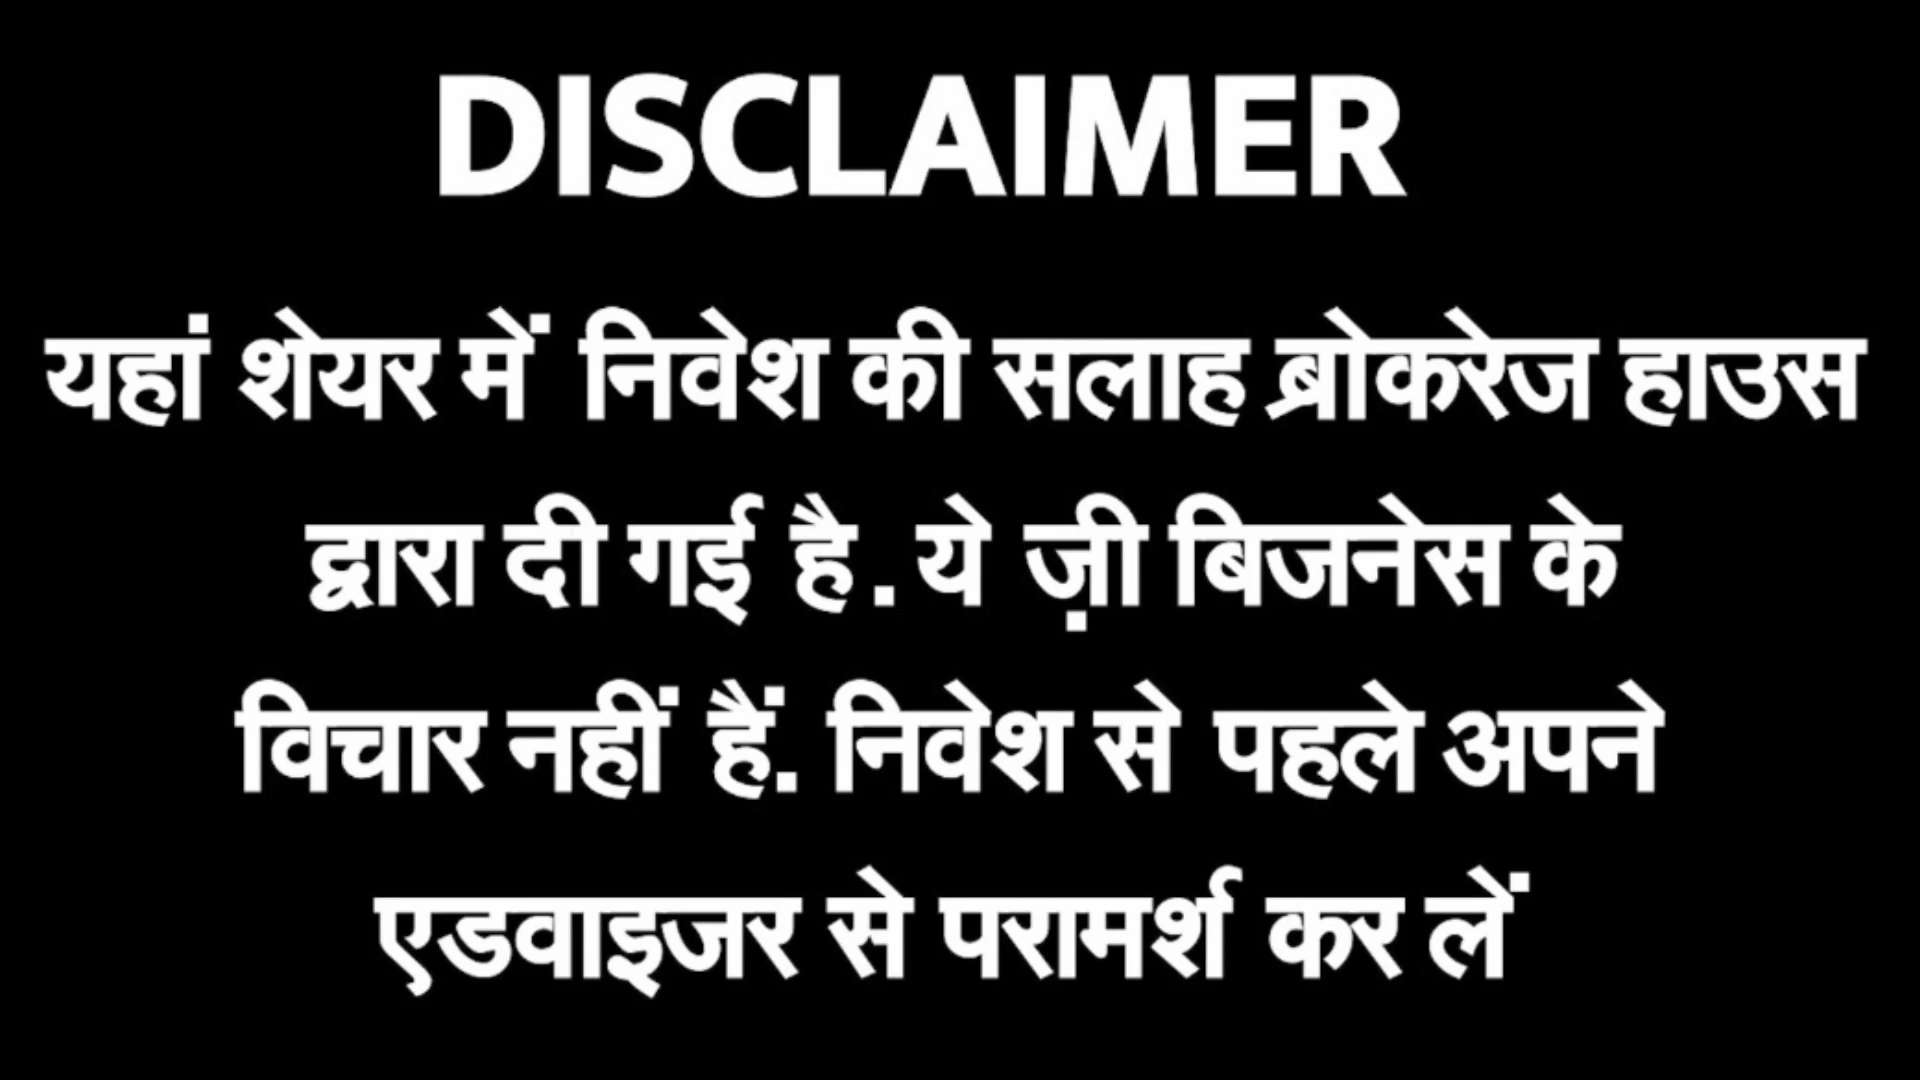 DISCLAIMER
यहां शेयर में निवेश की सलाह ब्रोकरेज हाउस
द्वारा दी गई है . ये ज़ी बिजनेस के
विचार नहीं हैं. निवेश से पहले अपने
एडवाइजर से परामर्श कर लें